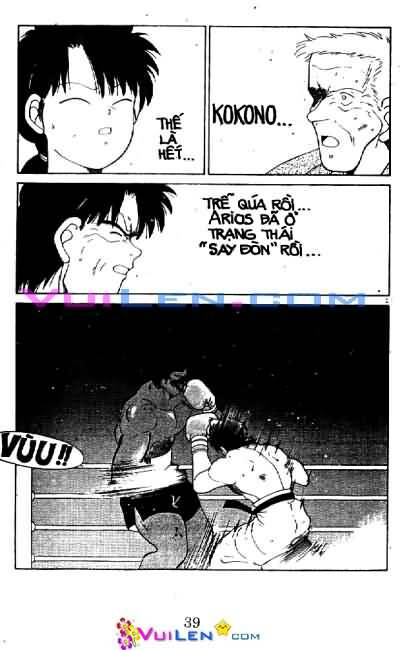 THẾ
LÀ
HẾT...
KOKONO...
TRỄ QÚA RỒI...
ARIOS ĐÃ Ở
TRẠNG THÁI
"SAY ĐÒN" RỒI...
VUILEN.COM
VÙU!!
39
VUILEN.COM